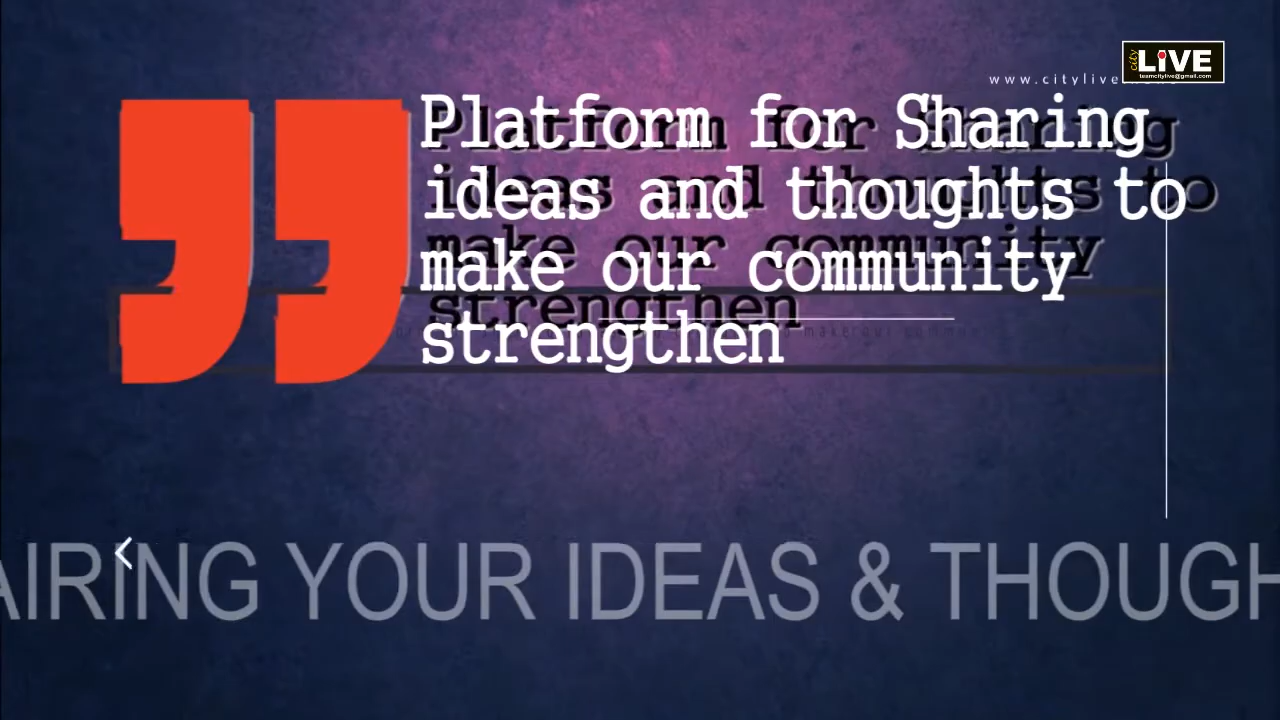 city LiVE
teamcitylive@gmail.com
www.citylive
Platform for Sharing
ideas and thoughts to
make our community
strengthen
AIRING YOUR IDEAS & THOUGH